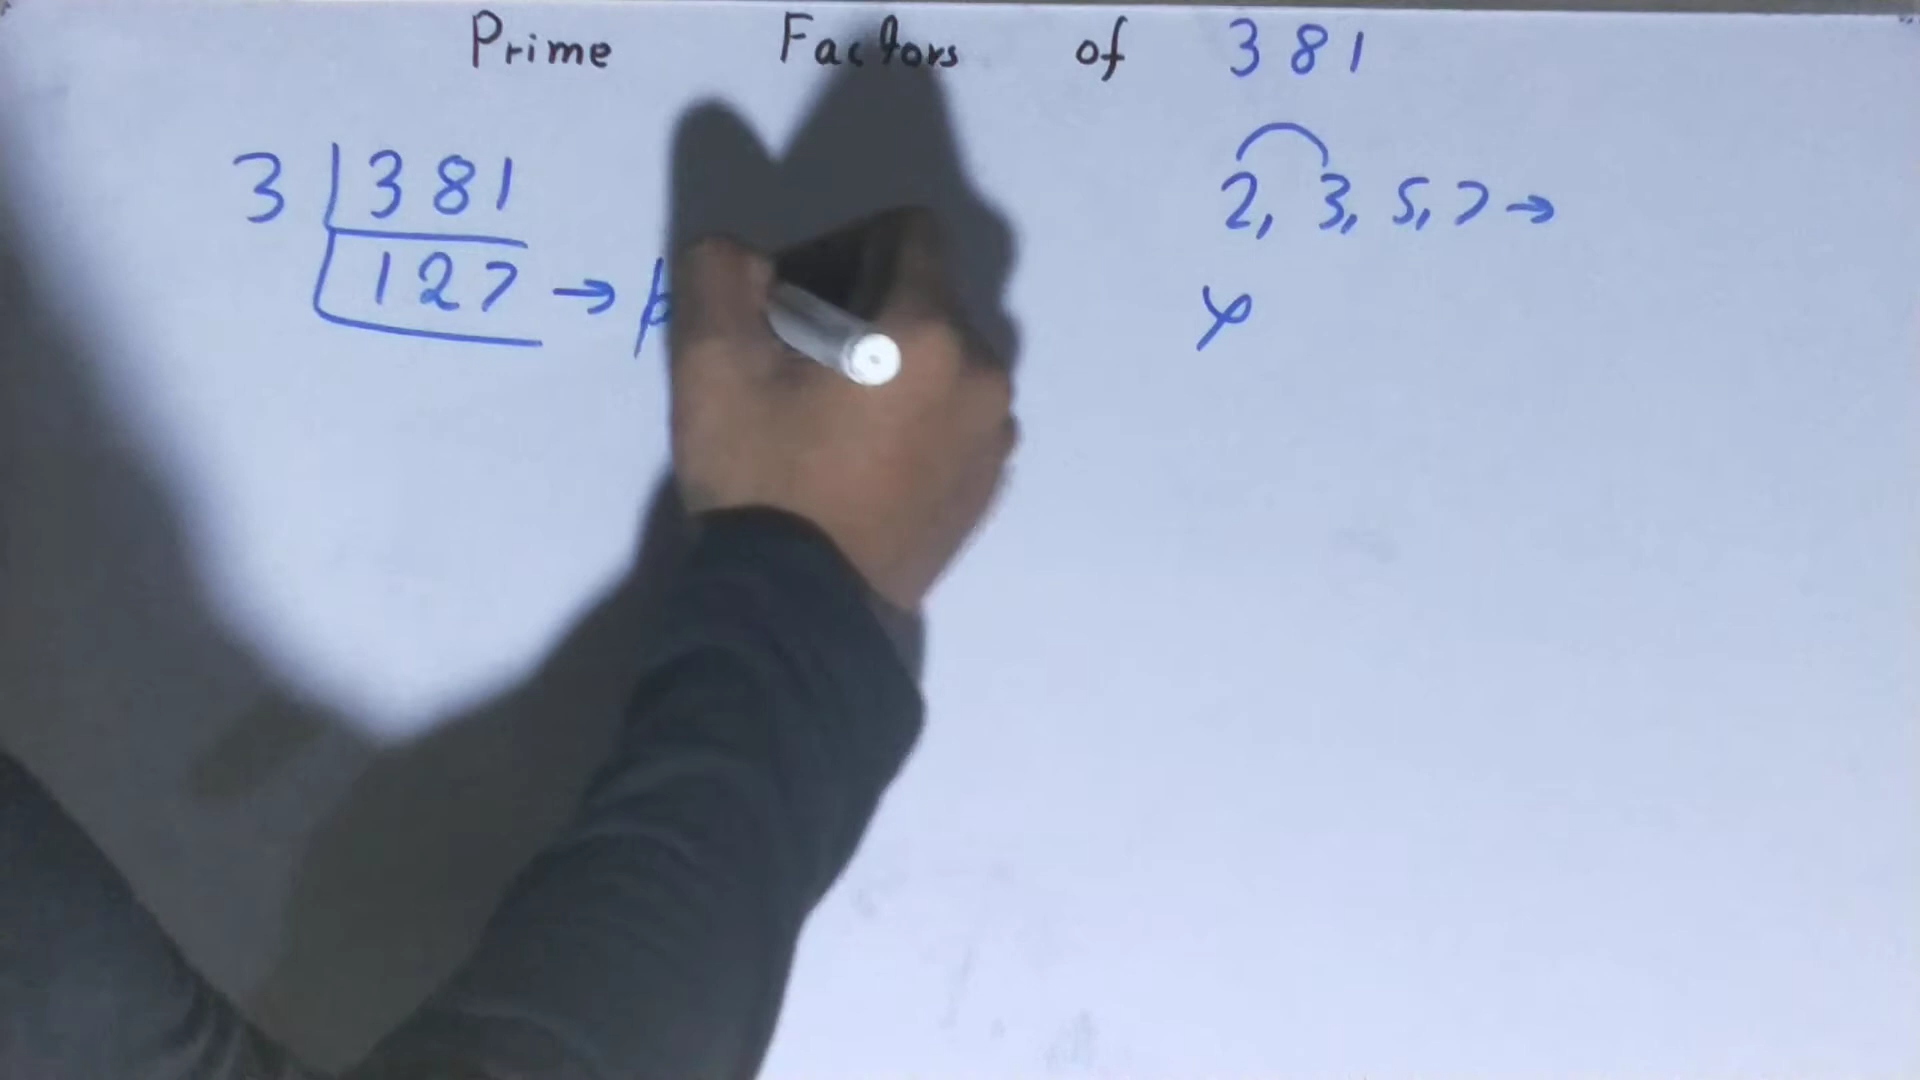 Prime Factors of 381
3 | 381
127 →
2, 3, 5, 7 →